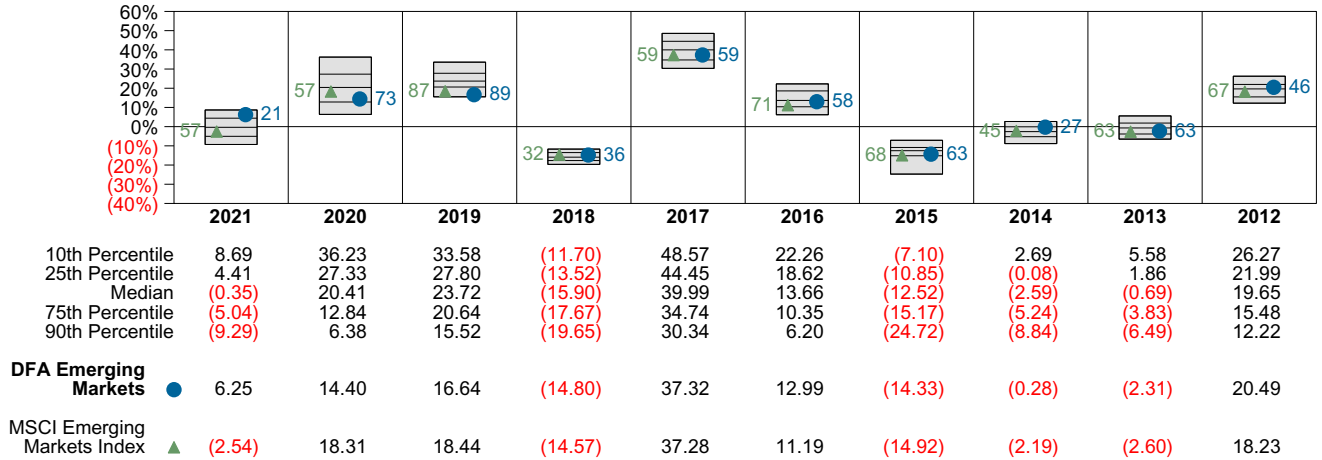 60%
50%
40%
30%
20%
10%
0%
(10%)
(20%)
(30%)
(40%)
57 21
57 73
87 89
32 36
59 59
71 58
68 63
45 27
63 63
67 46
2021 2020 2019 2018 2017 2016 2015 2014 2013 2012
10th Percentile 8.69 36.23 33.58 (11.70) 48.57 22.26 (7.10) 2.69 5.58 26.27
25th Percentile 4.41 27.33 27.80 (13.52) 44.45 18.62 (10.85) (0.08) 1.86 21.99
Median (0.35) 20.41 23.72 (15.90) 39.99 13.66 (12.52) (2.59) (0.69) 19.65
75th Percentile (5.04) 12.84 20.64 (17.67) 34.74 10.35 (15.17) (5.24) (3.83) 15.48
90th Percentile (9.29) 6.38 15.52 (19.65) 30.34 6.20 (24.72) (8.84) (6.49) 12.22
DFA Emerging
Markets 6.25 14.40 16.64 (14.80) 37.32 12.99 (14.33) (0.28) (2.31) 20.49
MSCI Emerging
Markets Index (2.54) 18.31 18.44 (14.57) 37.28 11.19 (14.92) (2.19) (2.60) 18.23